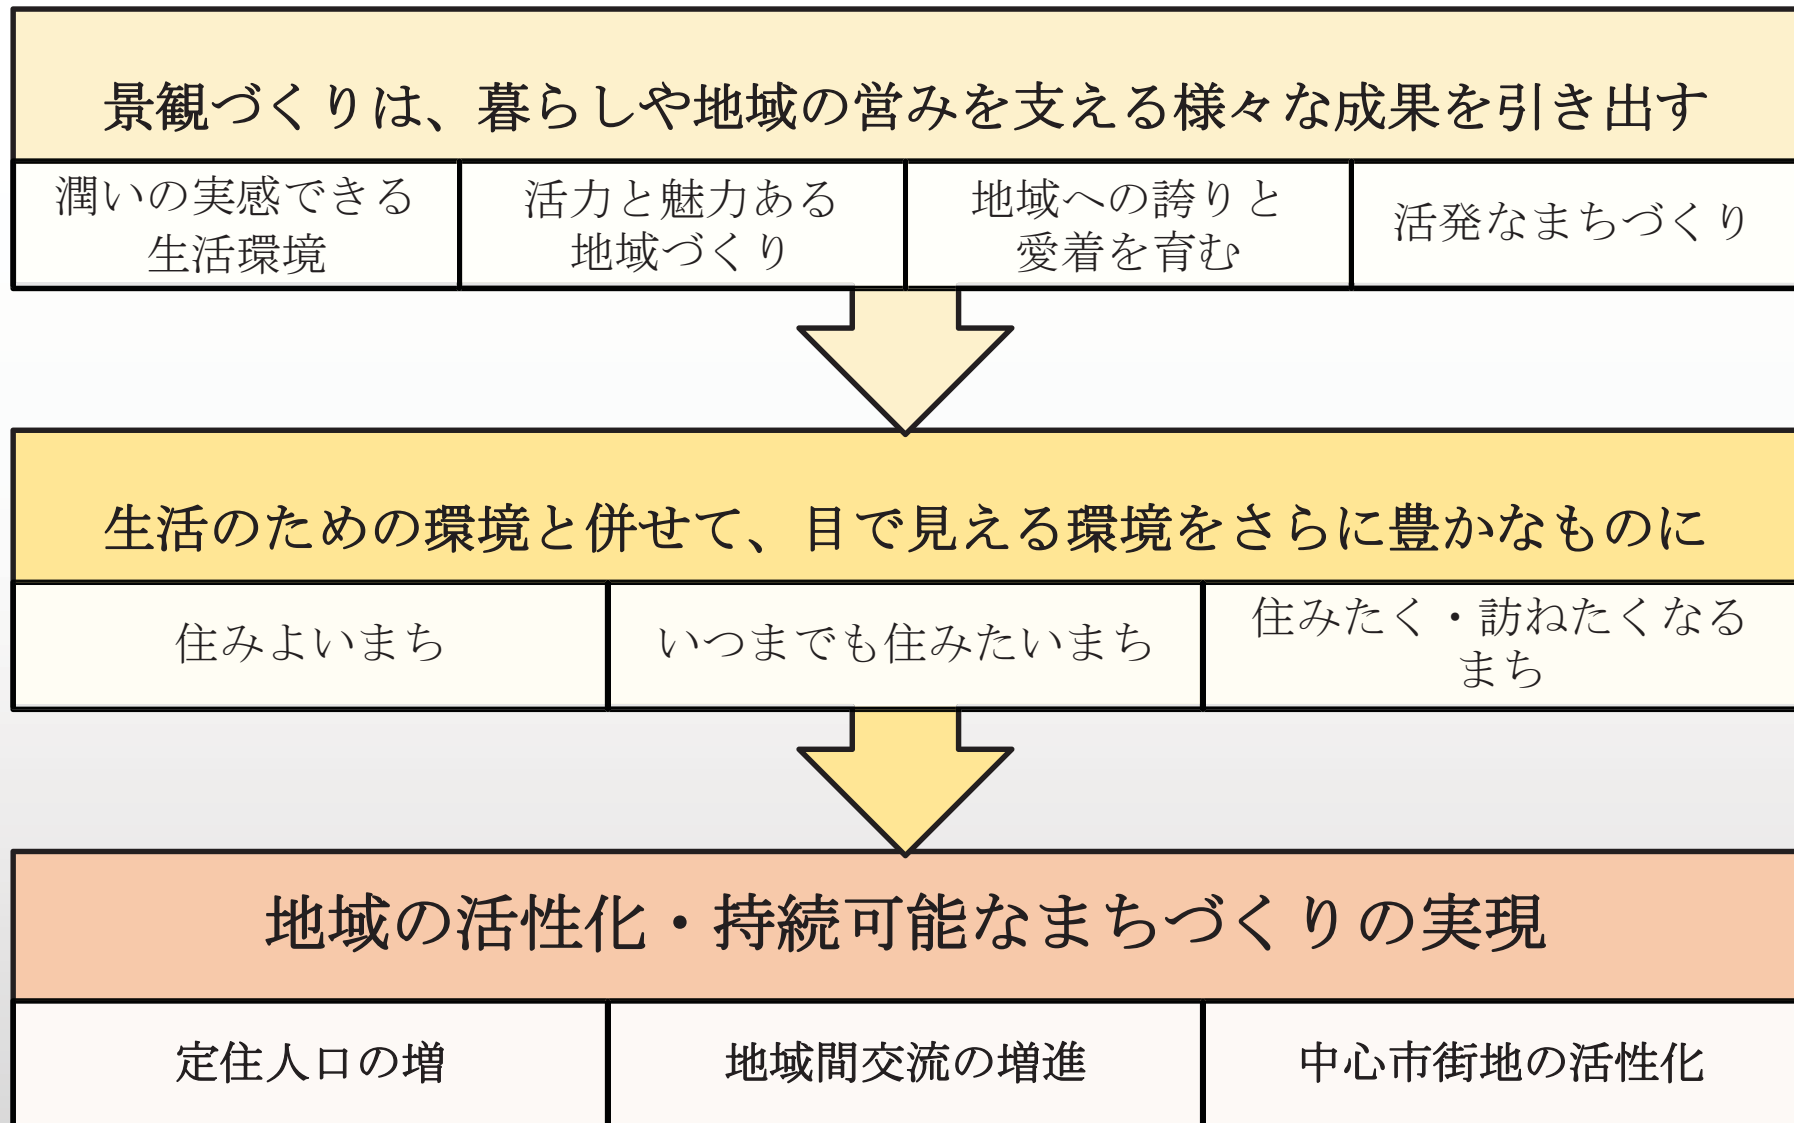 景観づくりは、暮らしや地域の営みを支える様々な成果を引き出す
潤いの実感できる
生活環境
活力と魅力ある
地域づくり
地域への誇りと
愛着を育む
活発なまちづくり
生活のための環境と併せて、目で見える環境をさらに豊かなものに
住みよいまち
いつまでも住みたいまち
住みたく・訪ねたくなる
まち
地域の活性化・持続可能なまちづくりの実現
定住人口の増
地域間交流の増進
中心市街地の活性化